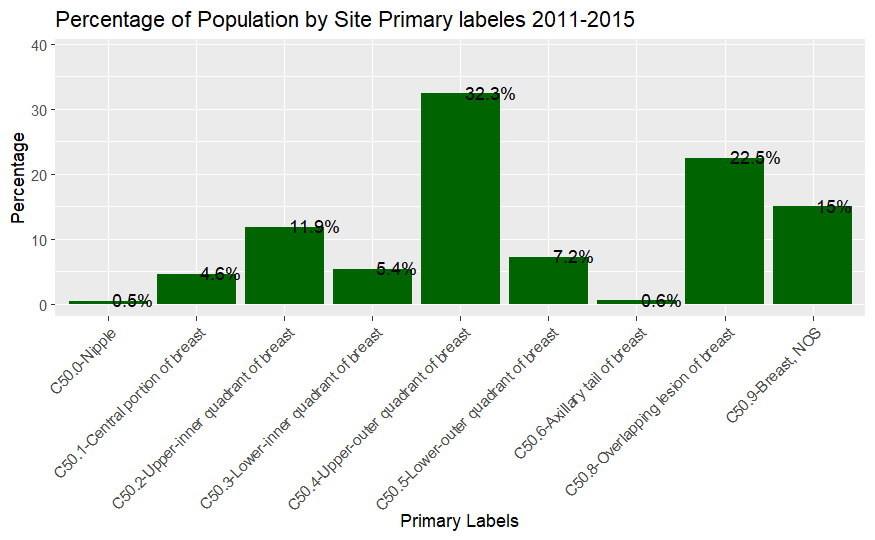 Percentage of Population by Site Primary labeles 2011-2015
40
30
20
10
0
Percentage
0.5%
4.6%
11.9%
5.4%
32.3%
7.2%
0.6%
22.5%
15%
C50.0-Nipple
C50.1-Central portion of breast
C50.2-Upper-inner quadrant of breast
C50.3-Lower-inner quadrant of breast
C50.4-Upper-outer quadrant of breast
C50.5-Lower-outer quadrant of breast
C50.6-Axillary tail of breast
C50.8-Overlapping lesion of breast
C50.9-Breast, NOS
Primary Labels